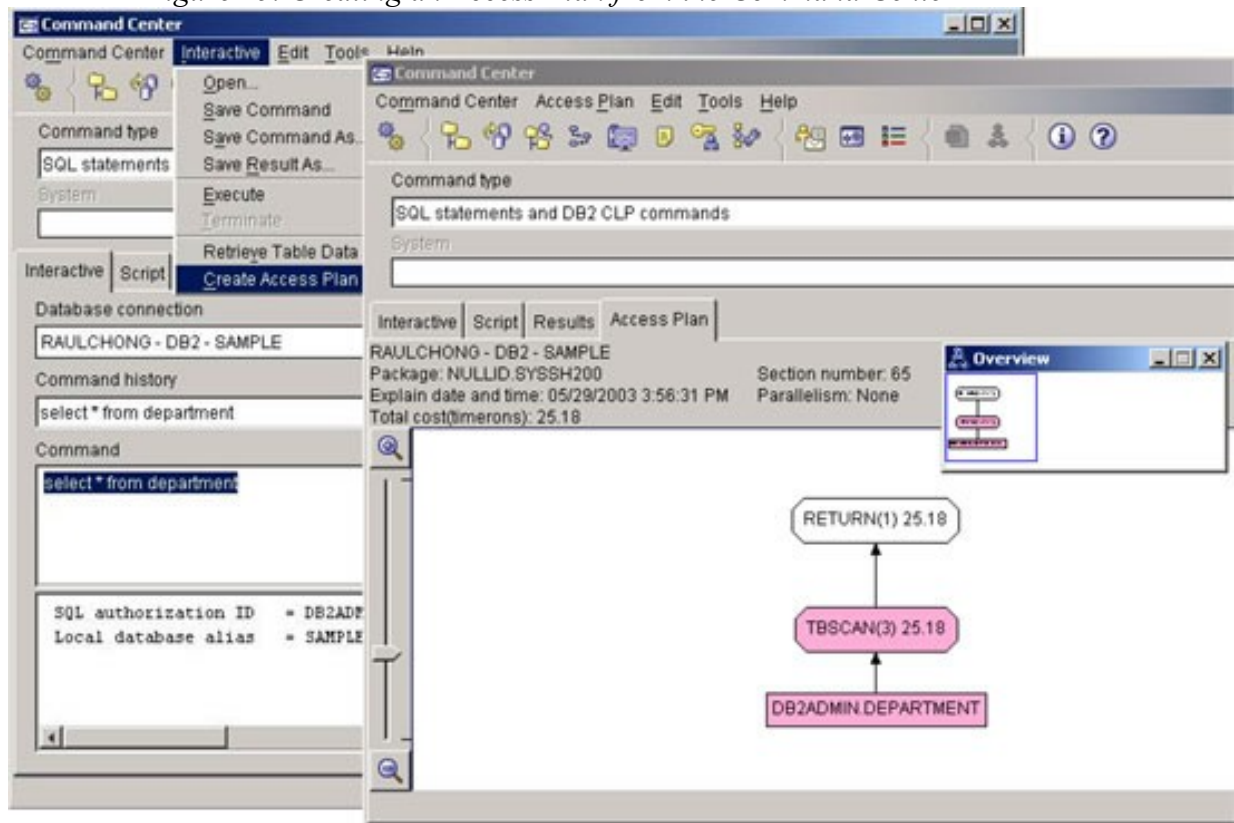 Command Center
Command Center Interactive Edit Tools Help
Open...
Save Command
Save Command As...
Save Result As...
Execute
Terminate
Retrieve Table Data
Create Access Plan
Command type
SQL statements
System
Interactive Script
Database connection
RAULCHONG - DB2 - SAMPLE
Command history
select * from department
Command
select * from department
SQL authorization ID = DB2ADM
Local database alias = SAMPLE
Command Center
Command Center Access Plan Edit Tools Help
Command type
SQL statements and DB2 CLP commands
System
Interactive Script Results Access Plan
RAULCHONG - DB2 - SAMPLE
Package: NULLID.SYSSH200 Section number: 65
Explain date and time: 05/29/2003 3:56:31 PM Parallelism: None
Total cost(timerons): 25.18
Overview
RETURN(1) 25.18
TBSCAN(3) 25.18
DB2ADMIN.DEPARTMENT